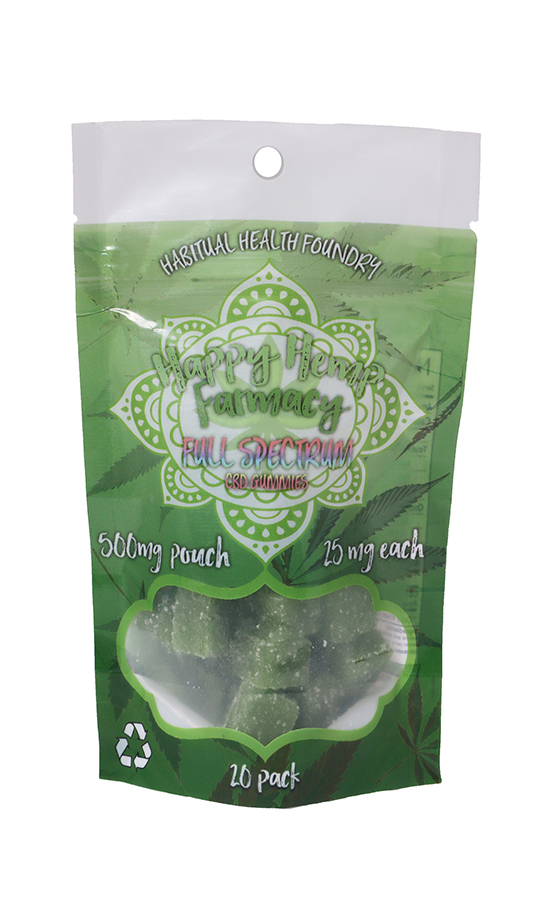 HABITUAL HEALTH FOUNDRY
Happy Hemp
Farmacy
FULL SPECTRUM
CBD GUMMIES
500mg pouch
25 mg each
20 pack